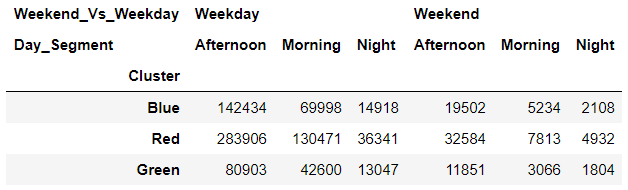 Weekend_Vs_Weekday Weekday Weekend
Day_Segment Afternoon Morning Night Afternoon Morning Night
Cluster
Blue 142434 69998 14918 19502 5234 2108
Red 283906 130471 36341 32584 7813 4932
Green 80903 42600 13047 11851 3066 1804